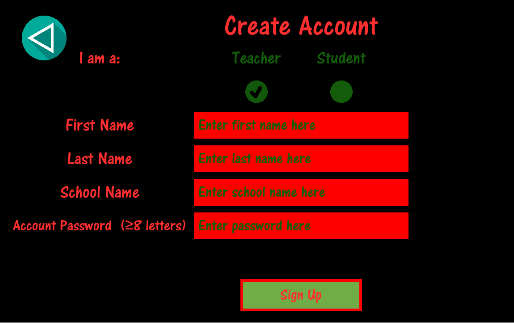 Create Account
I am a: Teacher Student
First Name Enter first name here
Last Name Enter last name here
School Name Enter school name here
Account Password (≥8 letters) Enter password here
Sign Up